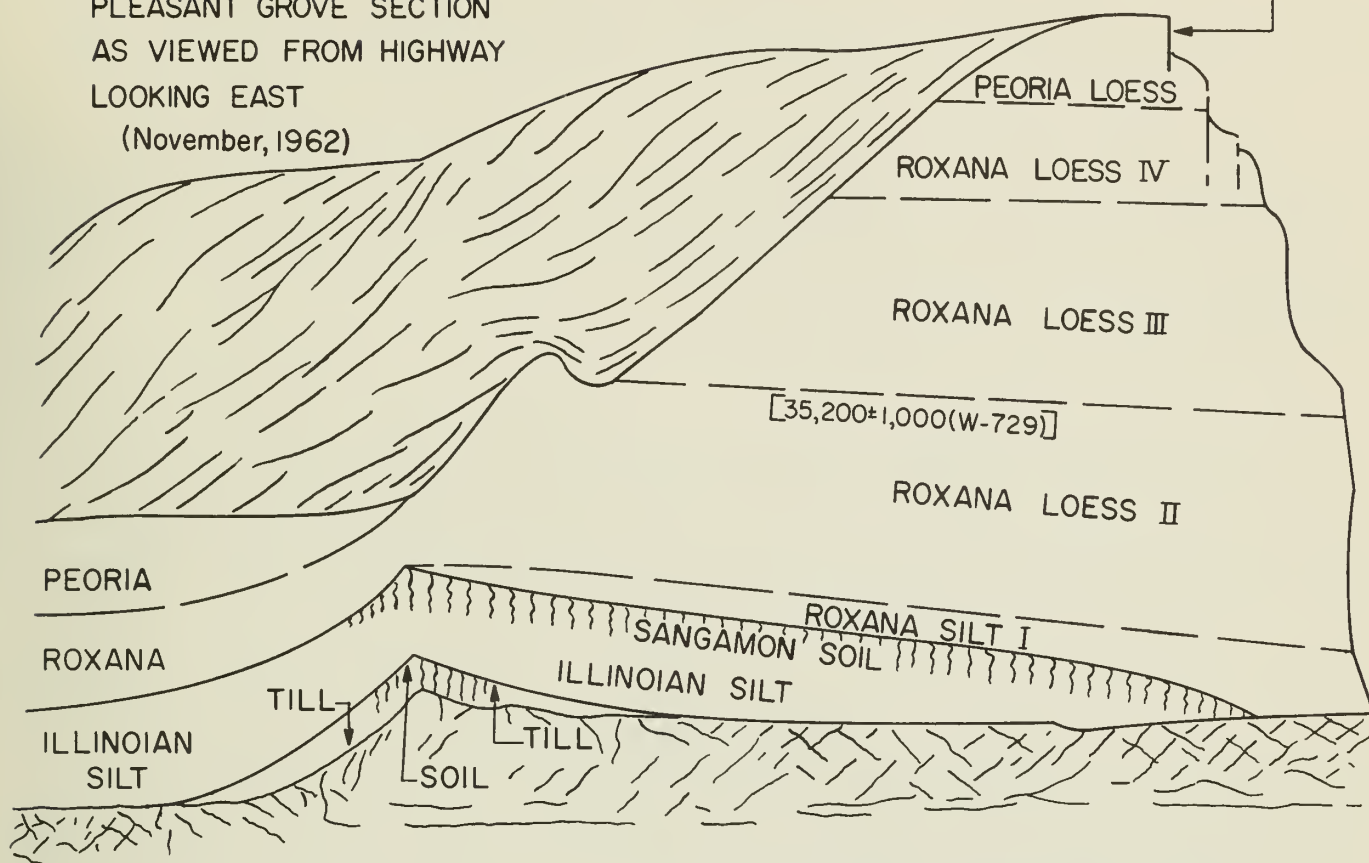 PLEASANT GROVE SECTION
AS VIEWED FROM HIGHWAY
LOOKING EAST
(November, 1962)
PEORIA LOESS
ROXANA LOESS IV
ROXANA LOESS III
[35,200±1,000(W-729)]
ROXANA LOESS II
PEORIA
ROXANA SILT I
SANGAMON SOIL
ROXANA
ILLINOIAN SILT
TILL
ILLINOIAN
SILT
TILL
SOIL